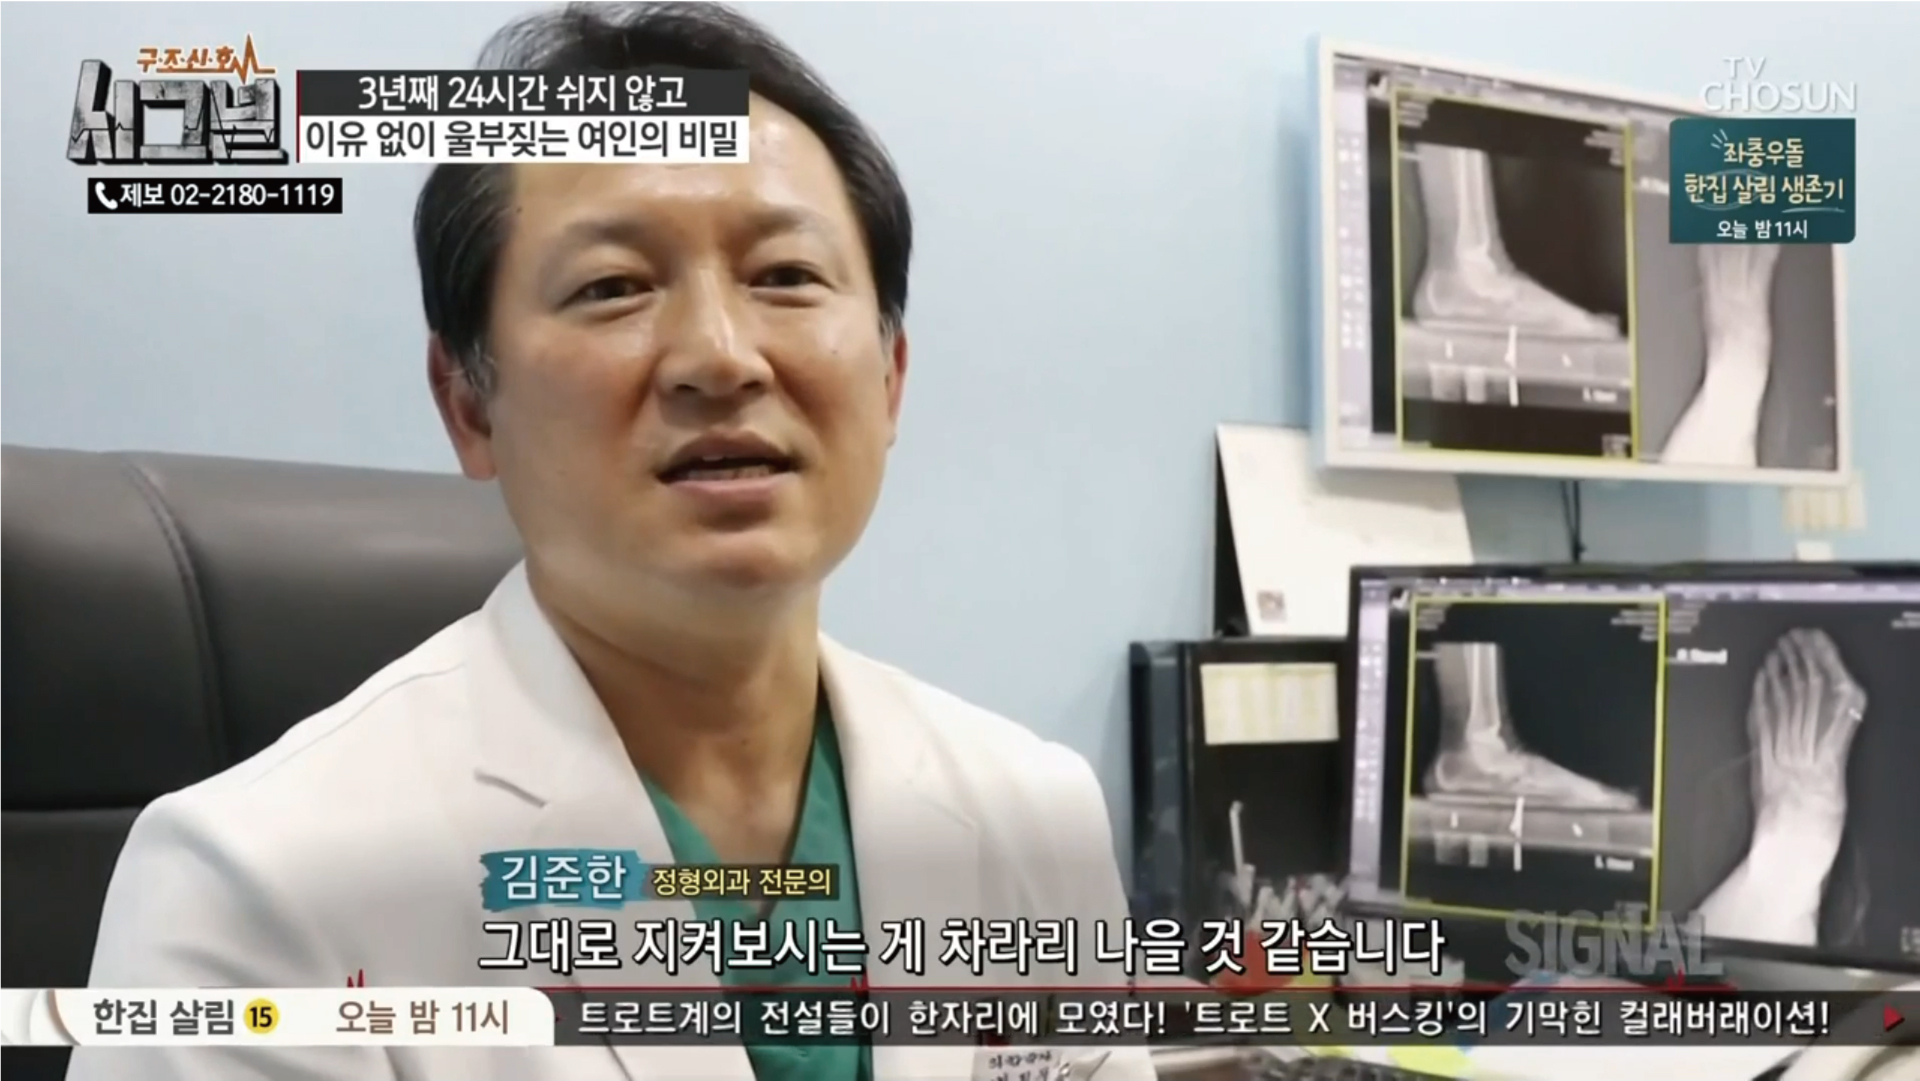 구조신호
시그널
3년째 24시간 쉬지 않고
이유 없이 울부짖는 여인의 비밀
제보 02-2180-1119
TV
CHOSUN
좌충우돌
한집 살림 생존기
오늘 밤 11시
김준한 정형외과 전문의
그대로 지켜보시는 게 차라리 나을 것 같습니다
SIGNAL
한집 살림 15 오늘 밤 11시
트로트계의 전설들이 한자리에 모였다! '트로트 X 버스킹'의 기막힌 컬래버래이션!